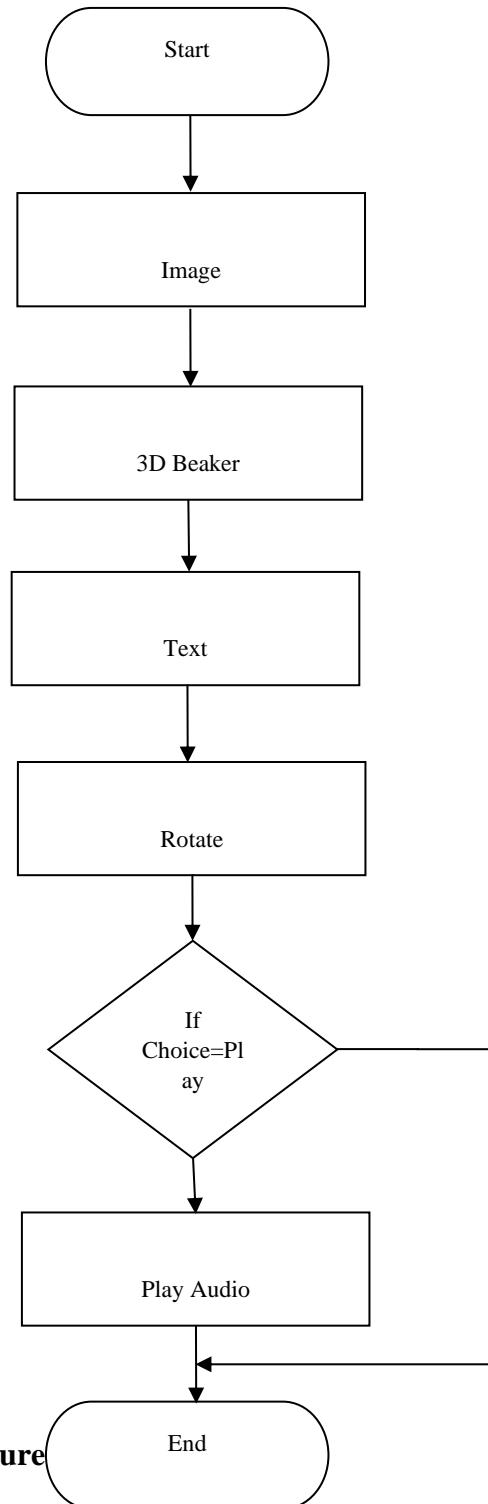 Start
Image
3D Beaker
Text
Rotate
If
Choice=Pl
ay
Play Audio
End
ure